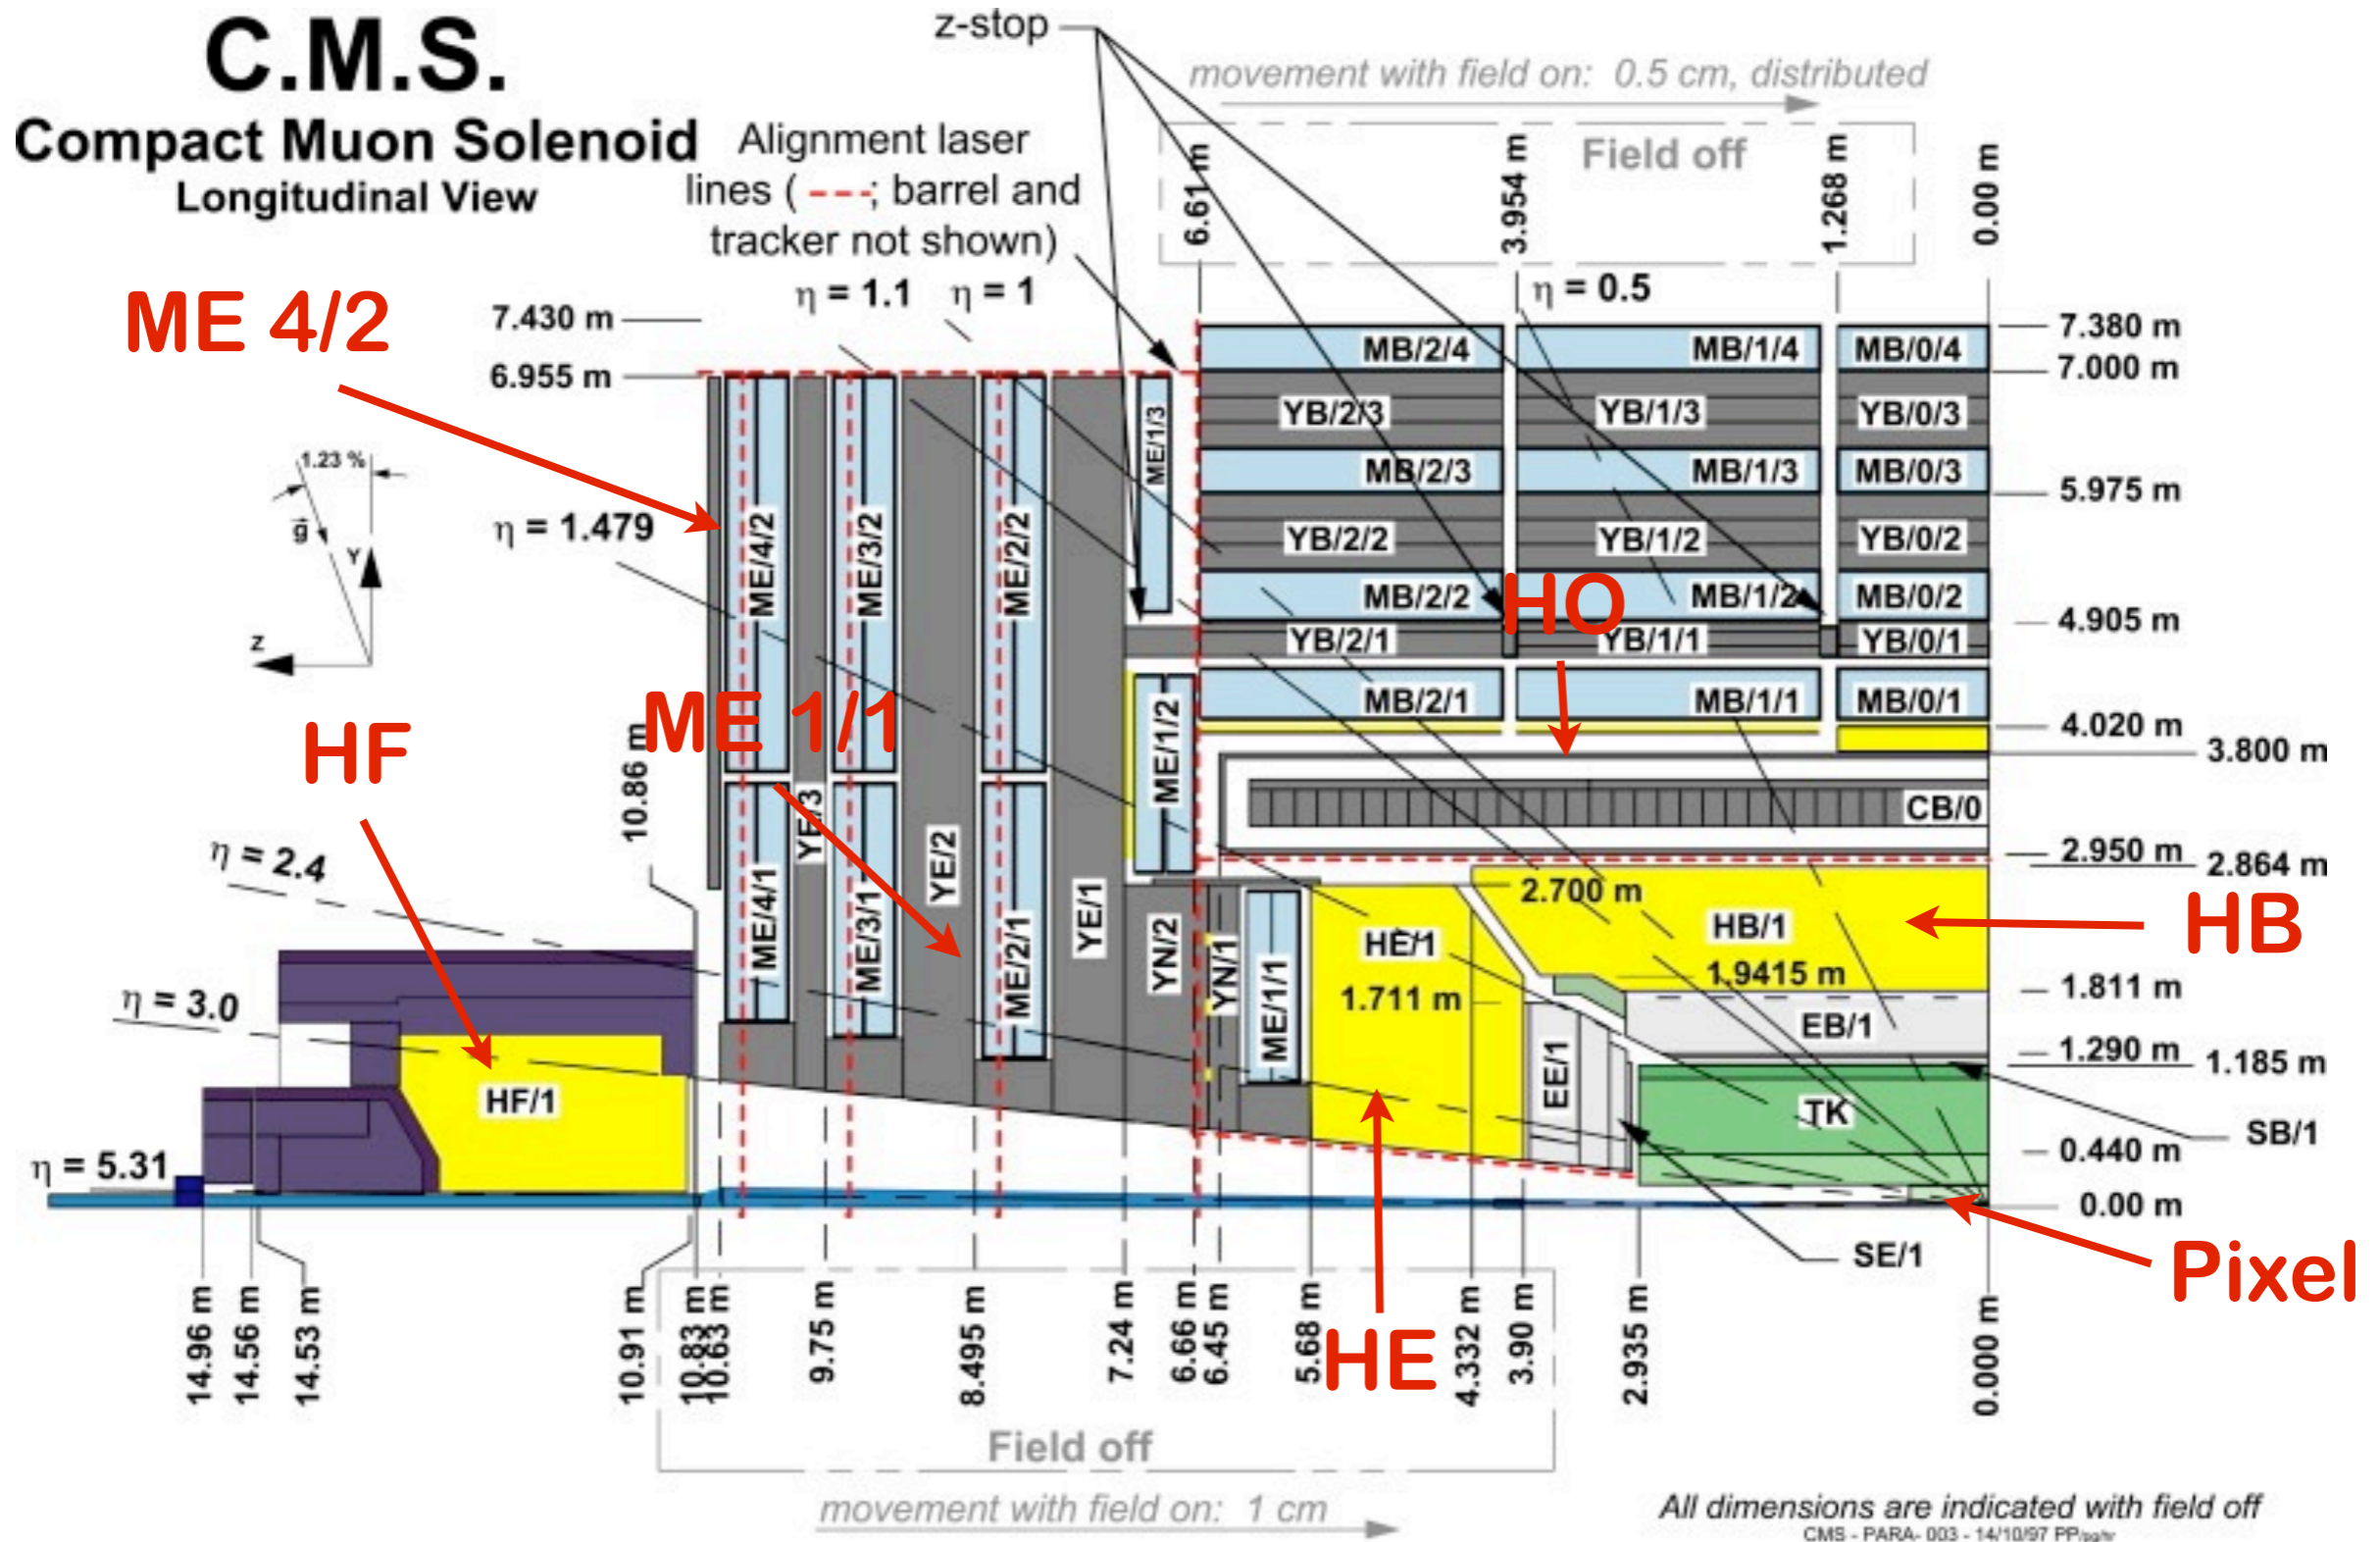 C.M.S.
Compact Muon Solenoid
Longitudinal View
z-stop
movement with field on: 0.5 cm, distributed
Field off
Alignment laser
lines ( ---; barrel and
tracker not shown)
6.61 m
3.954 m
1.268 m
0.00 m
η = 1.1
η = 1
η = 0.5
ME 4/2
7.430 m
6.955 m
7.380 m
7.000 m
5.975 m
4.905 m
4.020 m
3.800 m
2.950 m
2.864 m
1.811 m
1.290 m
1.185 m
0.440 m
0.00 m
MB/2/4
MB/1/4
MB/0/4
YB/2/3
YB/1/3
YB/0/3
MB/2/3
MB/1/3
MB/0/3
YB/2/2
YB/1/2
YB/0/2
MB/2/2
MB/1/2
MB/0/2
HO
YB/2/1
YB/1/1
YB/0/1
MB/2/1
MB/1/1
MB/0/1
CB/0
1.23 %
g
Y
Z
η = 1.479
ME/4/2
ME/3/2
ME/2/2
ME/1/3
ME 1/1
ME/1/2
HF
10.86 m
η = 2.4
η = 3.0
η = 5.31
YE/3
YE/2
YE/1
ME/4/1
ME/3/1
ME/2/1
YN/2
YN/1
ME/1/1
HE/1
2.700 m
HB/1
HB
1.9415 m
1.711 m
EB/1
EE/1
TK
HF/1
SB/1
SE/1
Pixel
HE
14.96 m
14.56 m
14.53 m
10.91 m
10.83 m
10.63 m
9.75 m
8.495 m
7.24 m
6.66 m
6.45 m
5.68 m
4.332 m
3.90 m
2.935 m
0.000 m
Field off
movement with field on: 1 cm
All dimensions are indicated with field off
CMS - PARA- 003 - 14/10/97 PP/pg/hr